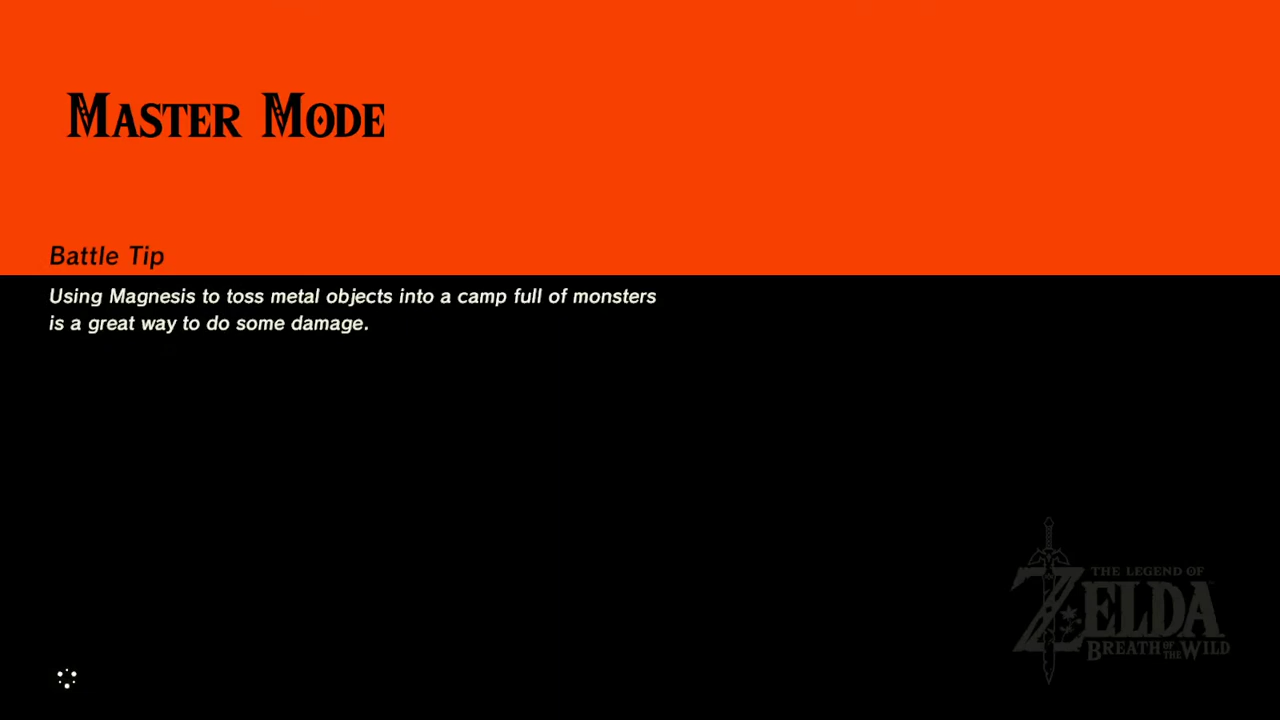 Master Mode
Battle Tip
Using Magnesis to toss metal objects into a camp full of monsters
is a great way to do some damage.
THE LEGEND OF
ZELDA
BREATH OF THE WILD